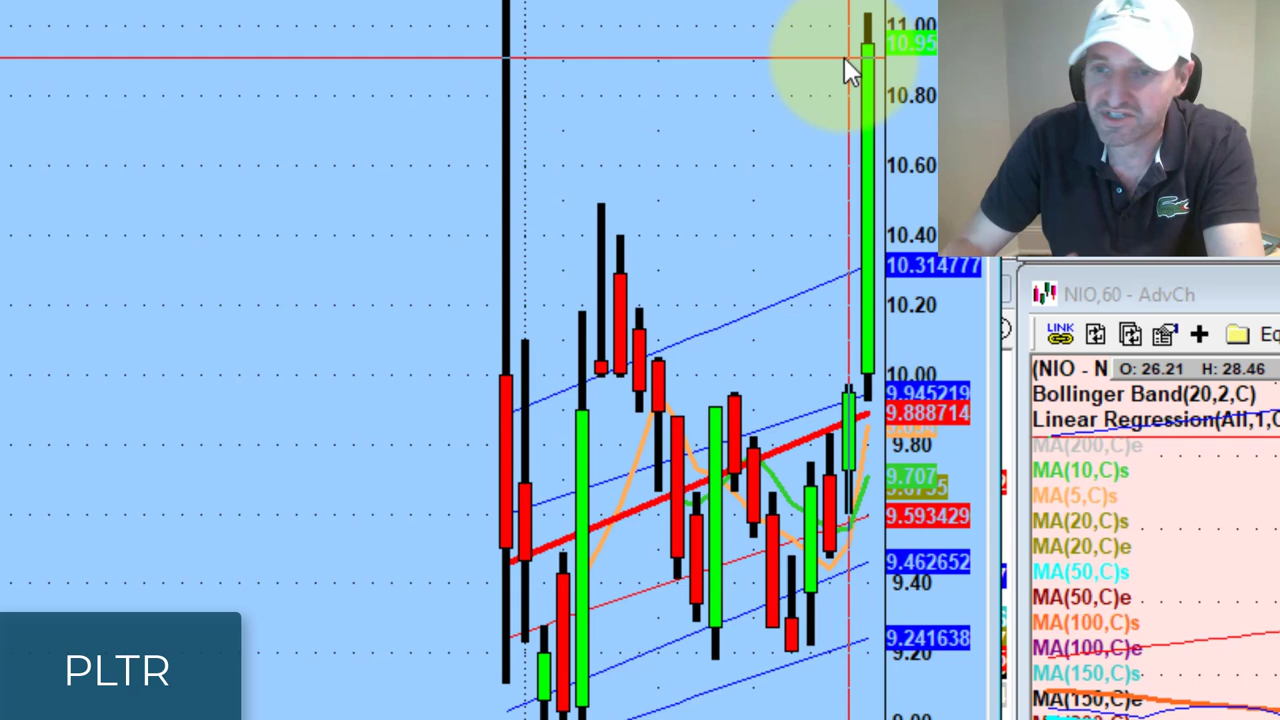 11.00
10.95
10.80
10.60
10.40
10.314777
10.20
10.00
9.945219
9.888714
9.80
9.707
9.593429
9.462652
9.40
9.241638
9.20
9.00
PLTR
NIO,60 - AdvCh
LINK
Eq
(NIO - N
O: 26.21 H: 28.46
Bollinger Band(20,2,C)
Linear Regression(All,1,C
MA(200,C)e
MA(10,C)s
MA(5,C)s
MA(20,C)s
MA(20,C)e
MA(50,C)s
MA(50,C)e
MA(100,C)s
MA(100,C)e
MA(150,C)s
MA(150,C)e